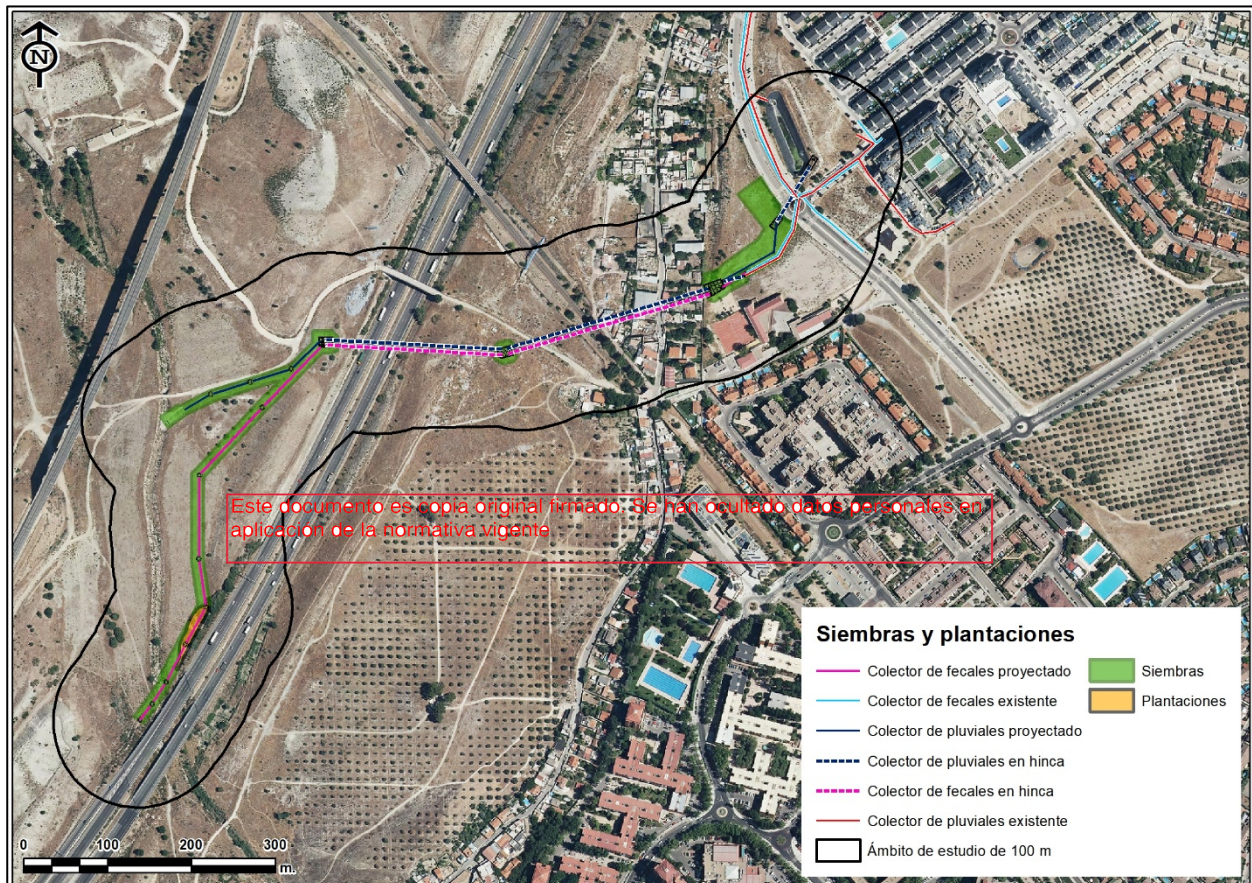 N
Este documento es copia original firmado. Se han ocultado datos personales en
aplicación de la normativa vigente
Siembras y plantaciones
Colector de fecales proyectado
Siembras
Colector de fecales existente
Plantaciones
Colector de pluviales proyectado
Colector de pluviales en hinca
Colector de fecales en hinca
Colector de pluviales existente
Ámbito de estudio de 100 m
0 100 200 300
m.